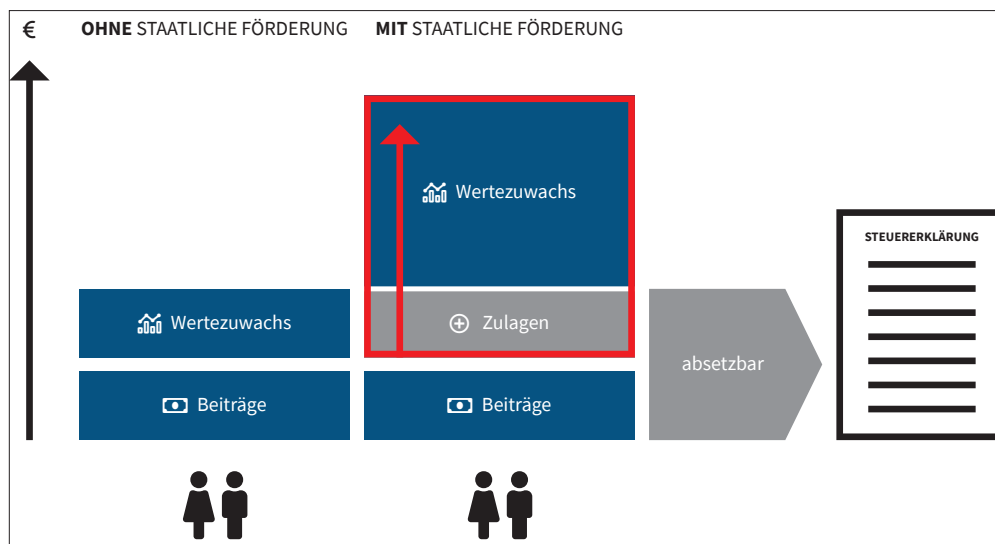 €
OHNE STAATLICHE FÖRDERUNG
MIT STAATLICHE FÖRDERUNG
Wertezuwachs
STEUERERKLÄRUNG
Wertezuwachs
Zulagen
absetzbar
Beiträge
Beiträge